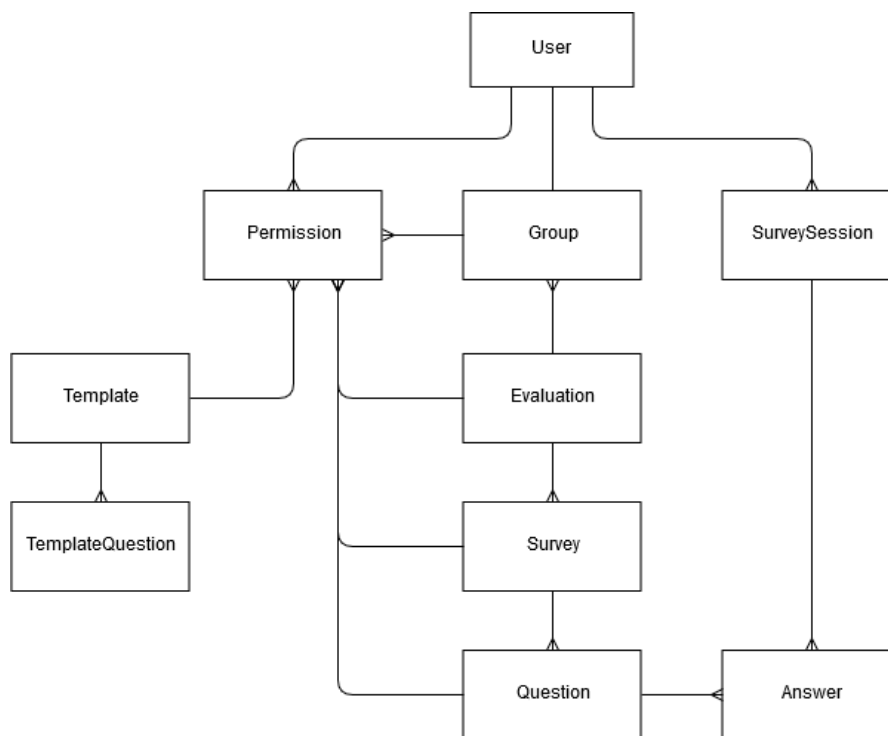 User
Permission
Group
SurveySession
Template
Evaluation
TemplateQuestion
Survey
Question
Answer